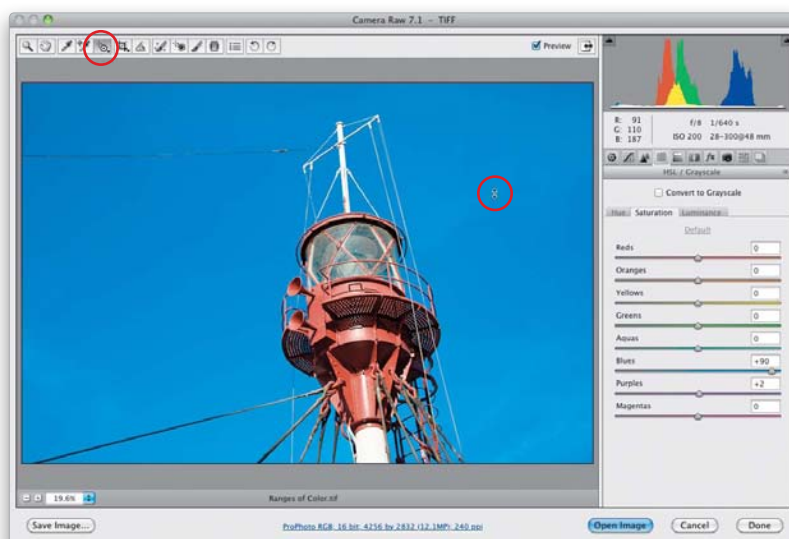 Camera Raw 7.1 – TIFF
Preview
R: 91
G: 110
B: 187
f/8 1/640 s
ISO 200 28-300@48 mm
HSL / Grayscale
Convert to Grayscale
Hue Saturation Luminance
Default
Reds 0
Oranges 0
Yellows 0
Greens 0
Aquas 0
Blues +90
Purples +2
Magentas 0
19.6% Ranges of Color.tif
Save Image... ProPhoto RGB; 16 bit; 4256 by 2832 (12.1MP); 240 ppi Open Image Cancel Done